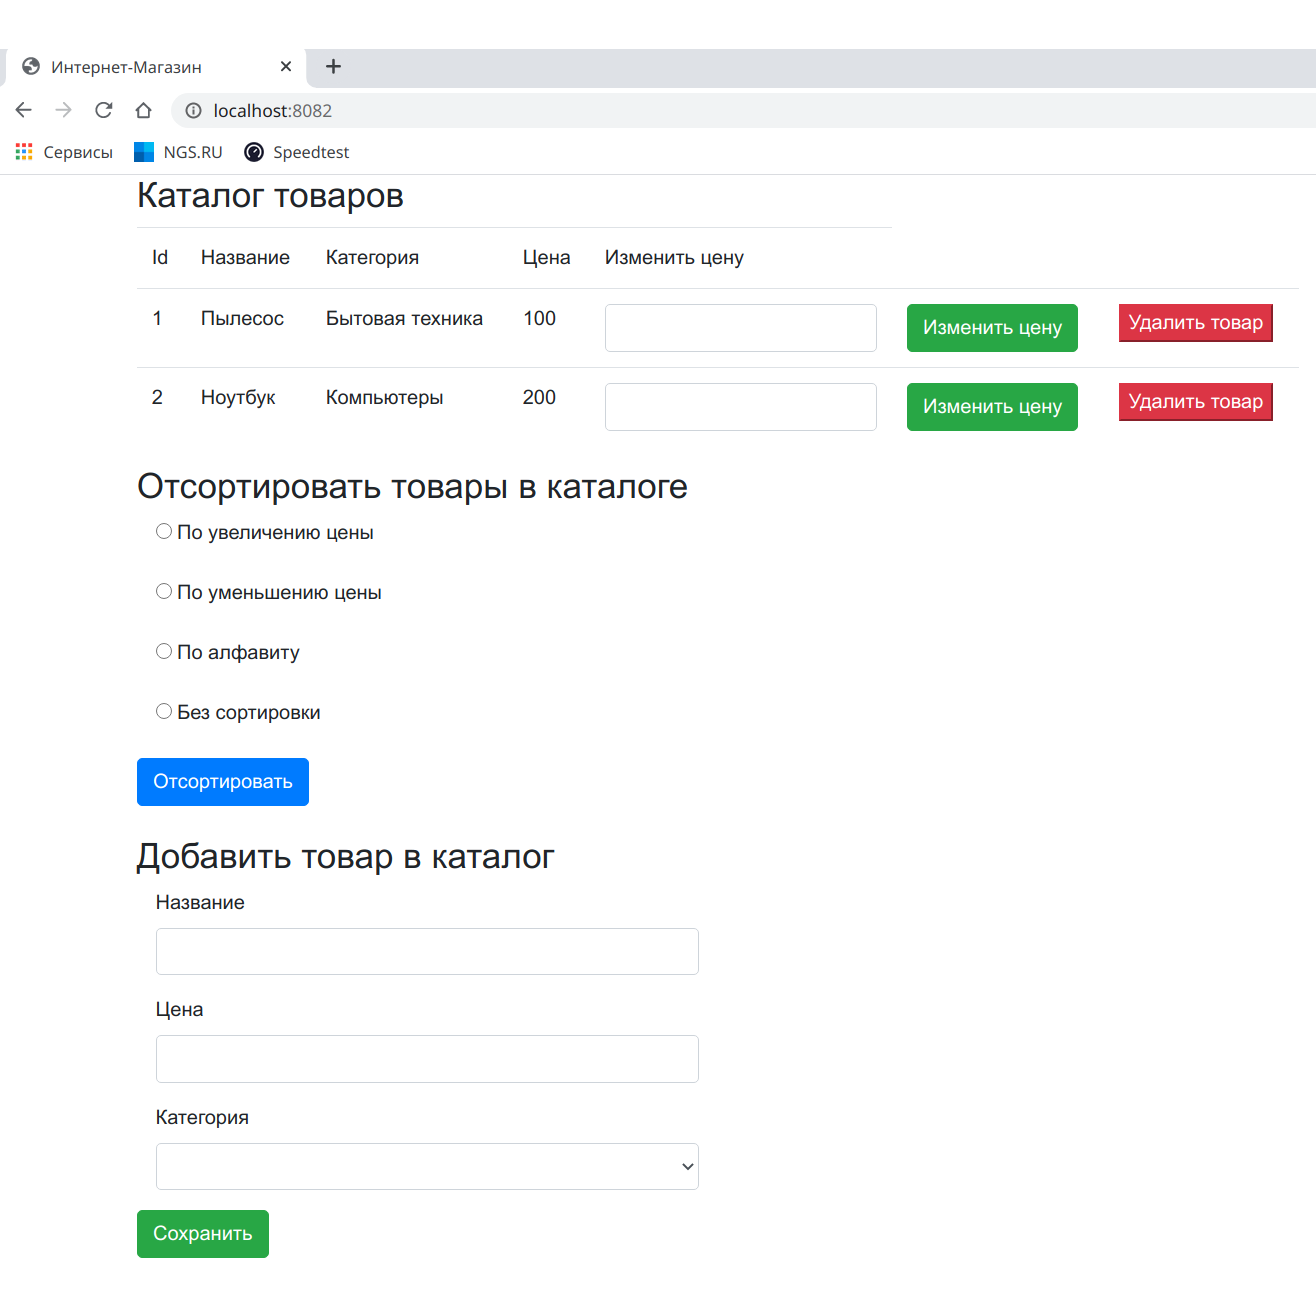 Интернет-Магазин
localhost:8082
Сервисы NGS.RU Speedtest
Каталог товаров
Id Название Категория Цена Изменить цену
1 Пылесос Бытовая техника 100 Изменить цену Удалить товар
2 Ноутбук Компьютеры 200 Изменить цену Удалить товар
Отсортировать товары в каталоге
По увеличению цены
По уменьшению цены
По алфавиту
Без сортировки
Отсортировать
Добавить товар в каталог
Название
Цена
Категория
Сохранить